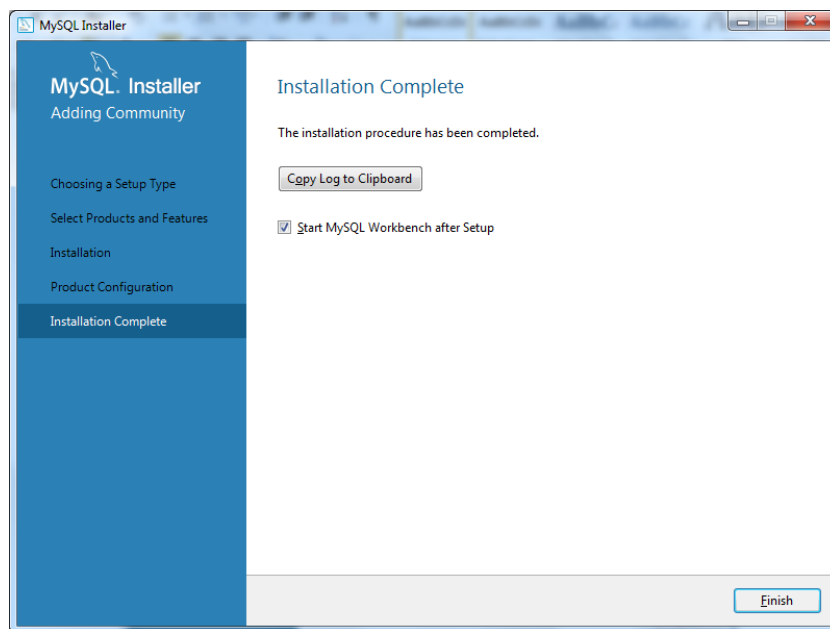 MySQL Installer
MySQL. Installer
Adding Community
Choosing a Setup Type
Select Products and Features
Installation
Product Configuration
Installation Complete
Installation Complete
The installation procedure has been completed.
Copy Log to Clipboard
Start MySQL Workbench after Setup
Finish